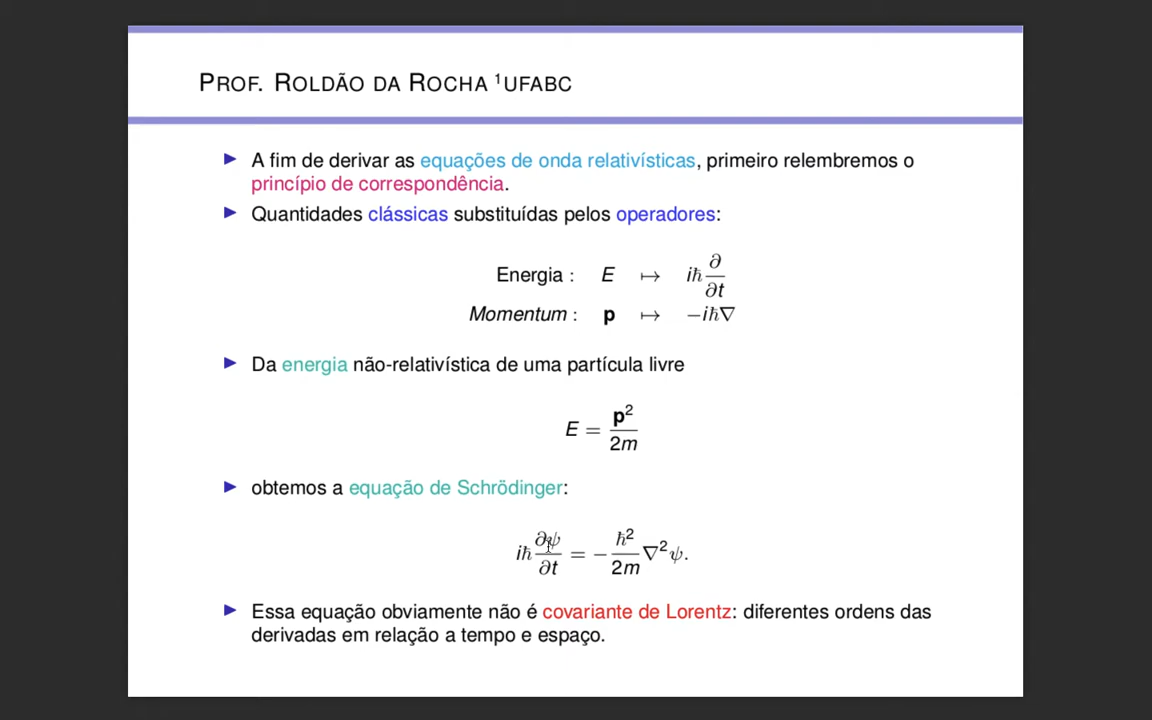 PROF. ROLDÃO DA ROCHA ¹UFABC
▶ A fim de derivar as equações de onda relativísticas, primeiro relembremos o
princípio de correspondência.
▶ Quantidades clássicas substituídas pelos operadores:
Energia : E ↦ iħ ∂/∂t
Momentum : p ↦ −iħ∇
▶ Da energia não-relativística de uma partícula livre
E = p²/2m
▶ obtemos a equação de Schrödinger:
iħ ∂ψ/∂t = − ħ²/2m ∇²ψ.
▶ Essa equação obviamente não é covariante de Lorentz: diferentes ordens das
derivadas em relação a tempo e espaço.